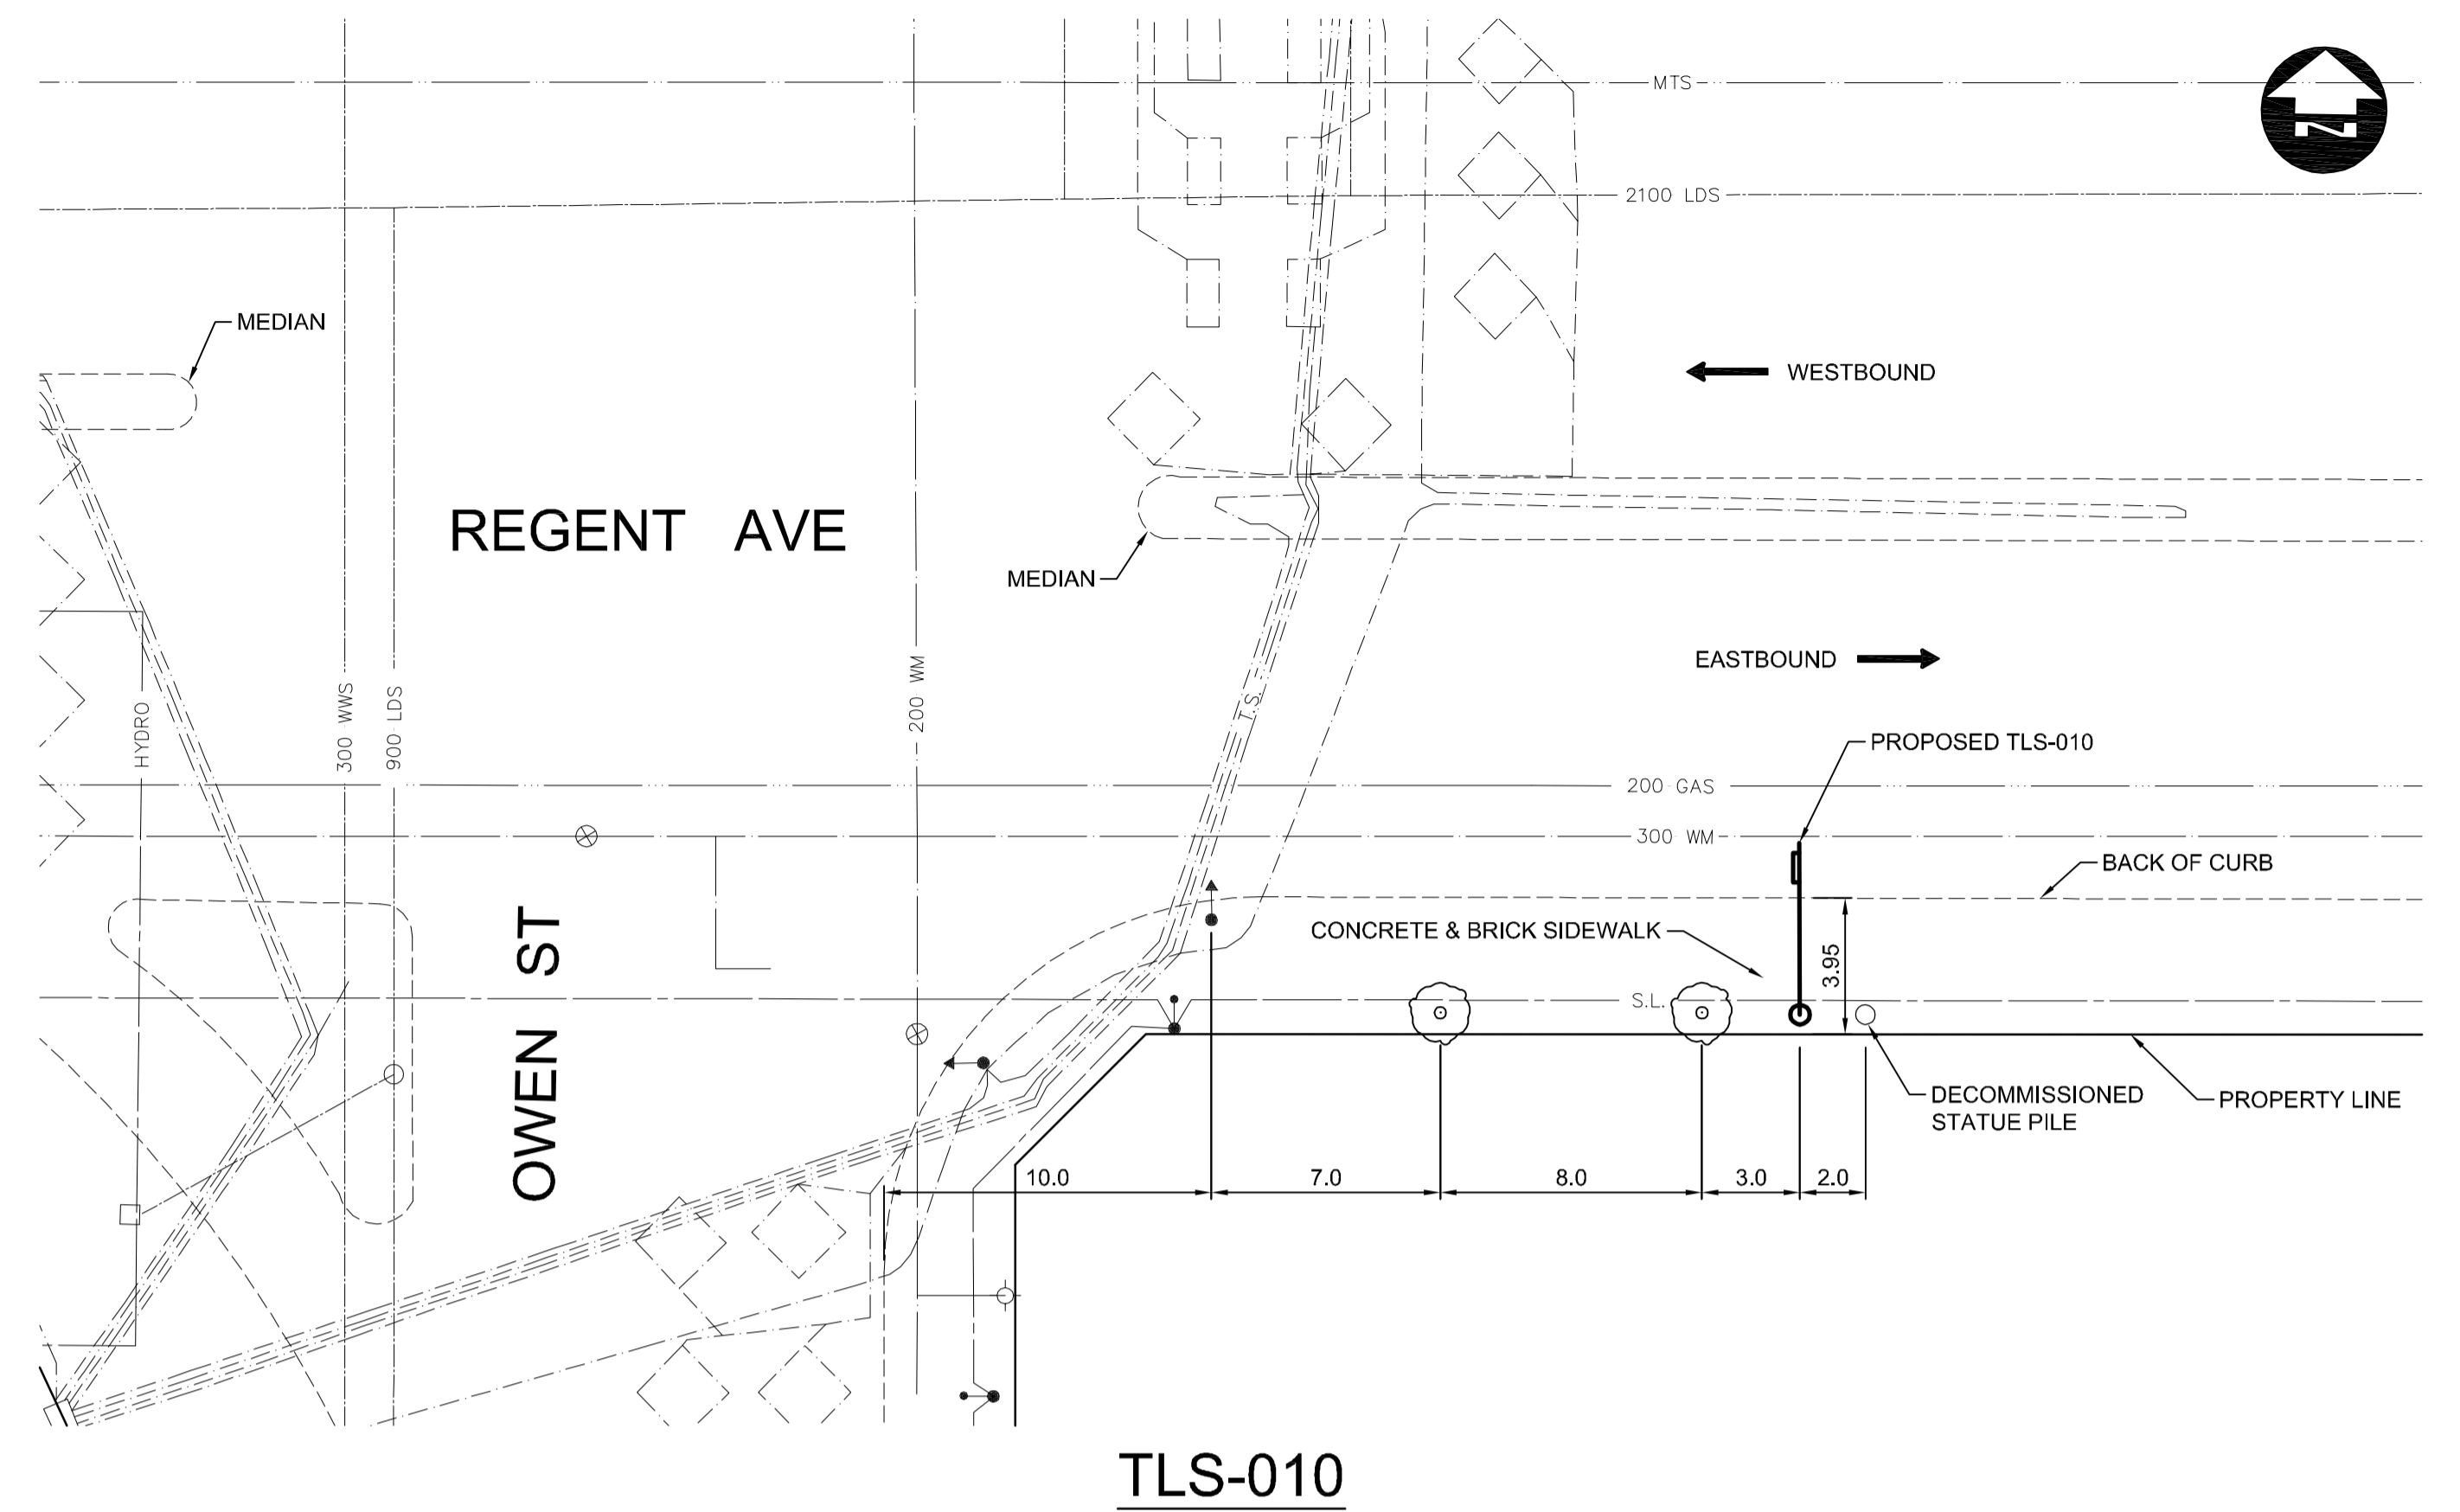 MTS
N
2100 LDS
MEDIAN
WESTBOUND
REGENT AVE
MEDIAN
EASTBOUND
HYDRO
300 WWS
900 LDS
200 WM
T.S.
PROPOSED TLS-010
200 GAS
300 WM
BACK OF CURB
CONCRETE & BRICK SIDEWALK
3.95
OWEN ST
S.L.
DECOMMISSIONED
STATUE PILE
PROPERTY LINE
10.0
7.0
8.0
3.0
2.0
TLS-010